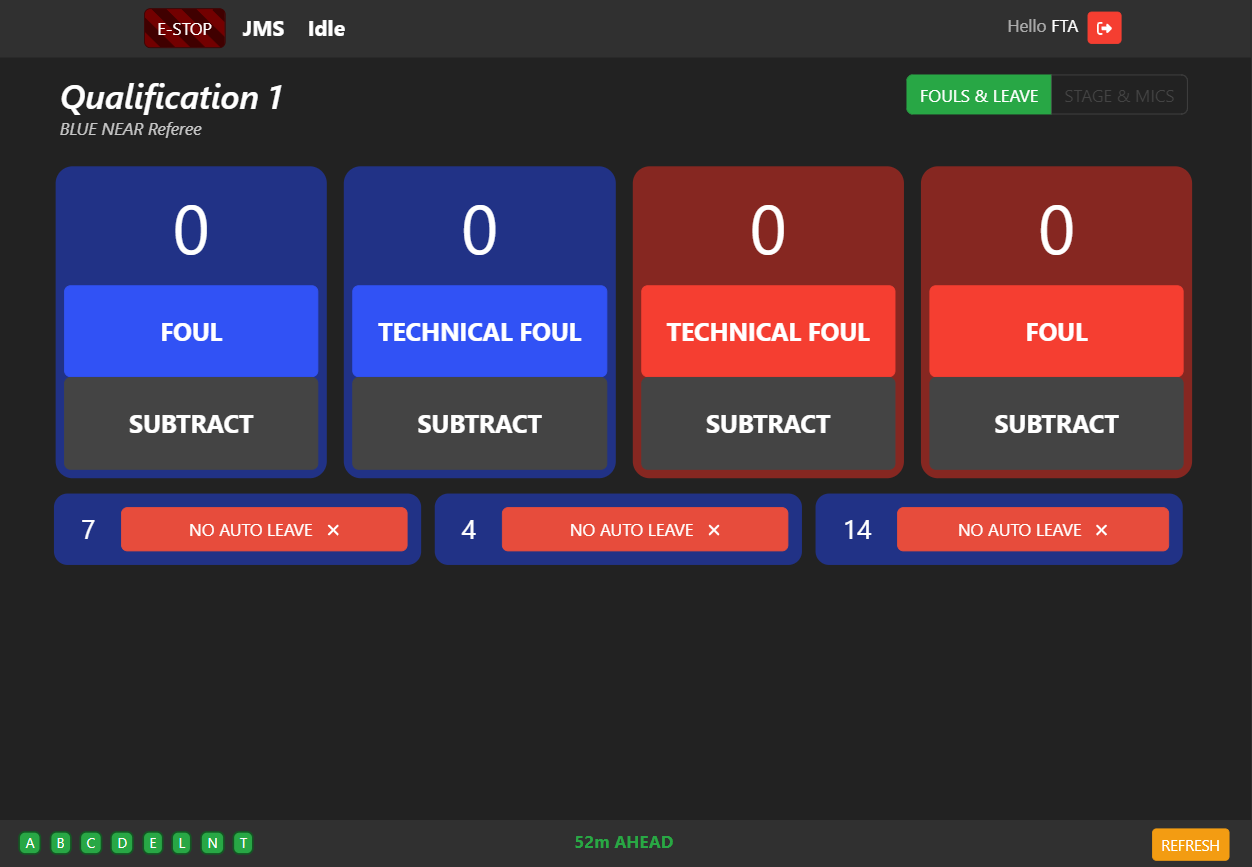 E-STOP JMS Idle Hello FTA
Qualification 1
BLUE NEAR Referee
FOULS & LEAVE STAGE & MICS
0 0 0 0
FOUL TECHNICAL FOUL TECHNICAL FOUL FOUL
SUBTRACT SUBTRACT SUBTRACT SUBTRACT
7 NO AUTO LEAVE 4 NO AUTO LEAVE 14 NO AUTO LEAVE
A B C D E L N T 52m AHEAD REFRESH